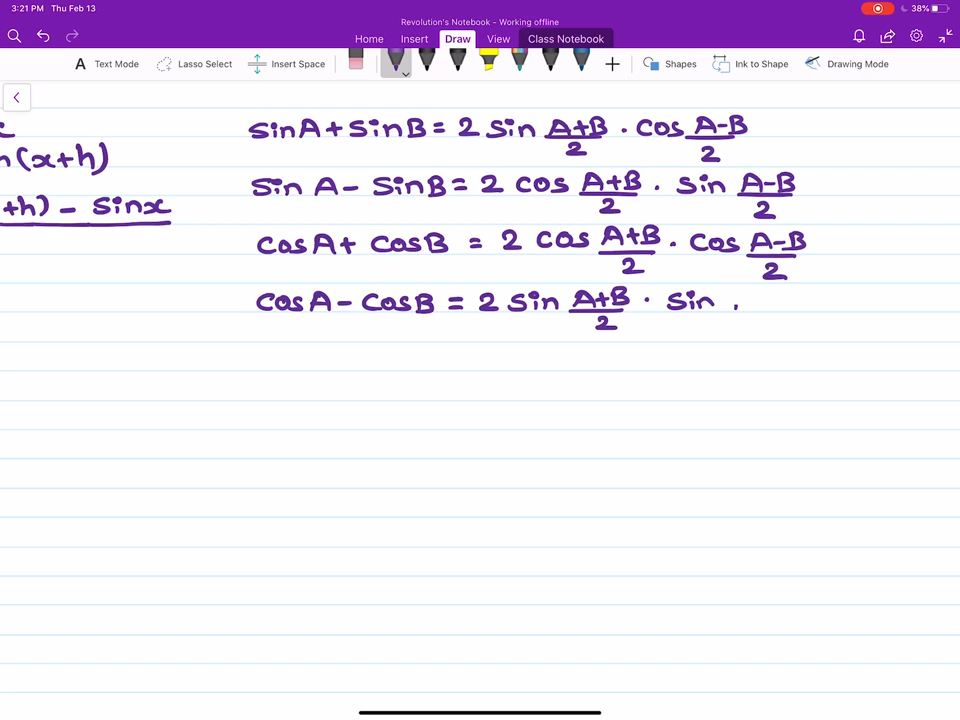 3:21 PM Thu Feb 13
38%
Revolution's Notebook - Working offline
Home Insert Draw View Class Notebook
A Text Mode Lasso Select Insert Space Shapes Ink to Shape Drawing Mode
sinA + sinB = 2 sin (A+B)/2 . cos (A-B)/2
(x+h)
sin A - sinB = 2 cos (A+B)/2 . sin (A-B)/2
+h) - sinx
cosA + cosB = 2 cos (A+B)/2 . cos (A-B)/2
cosA - cosB = 2 sin (A+B)/2 . sin